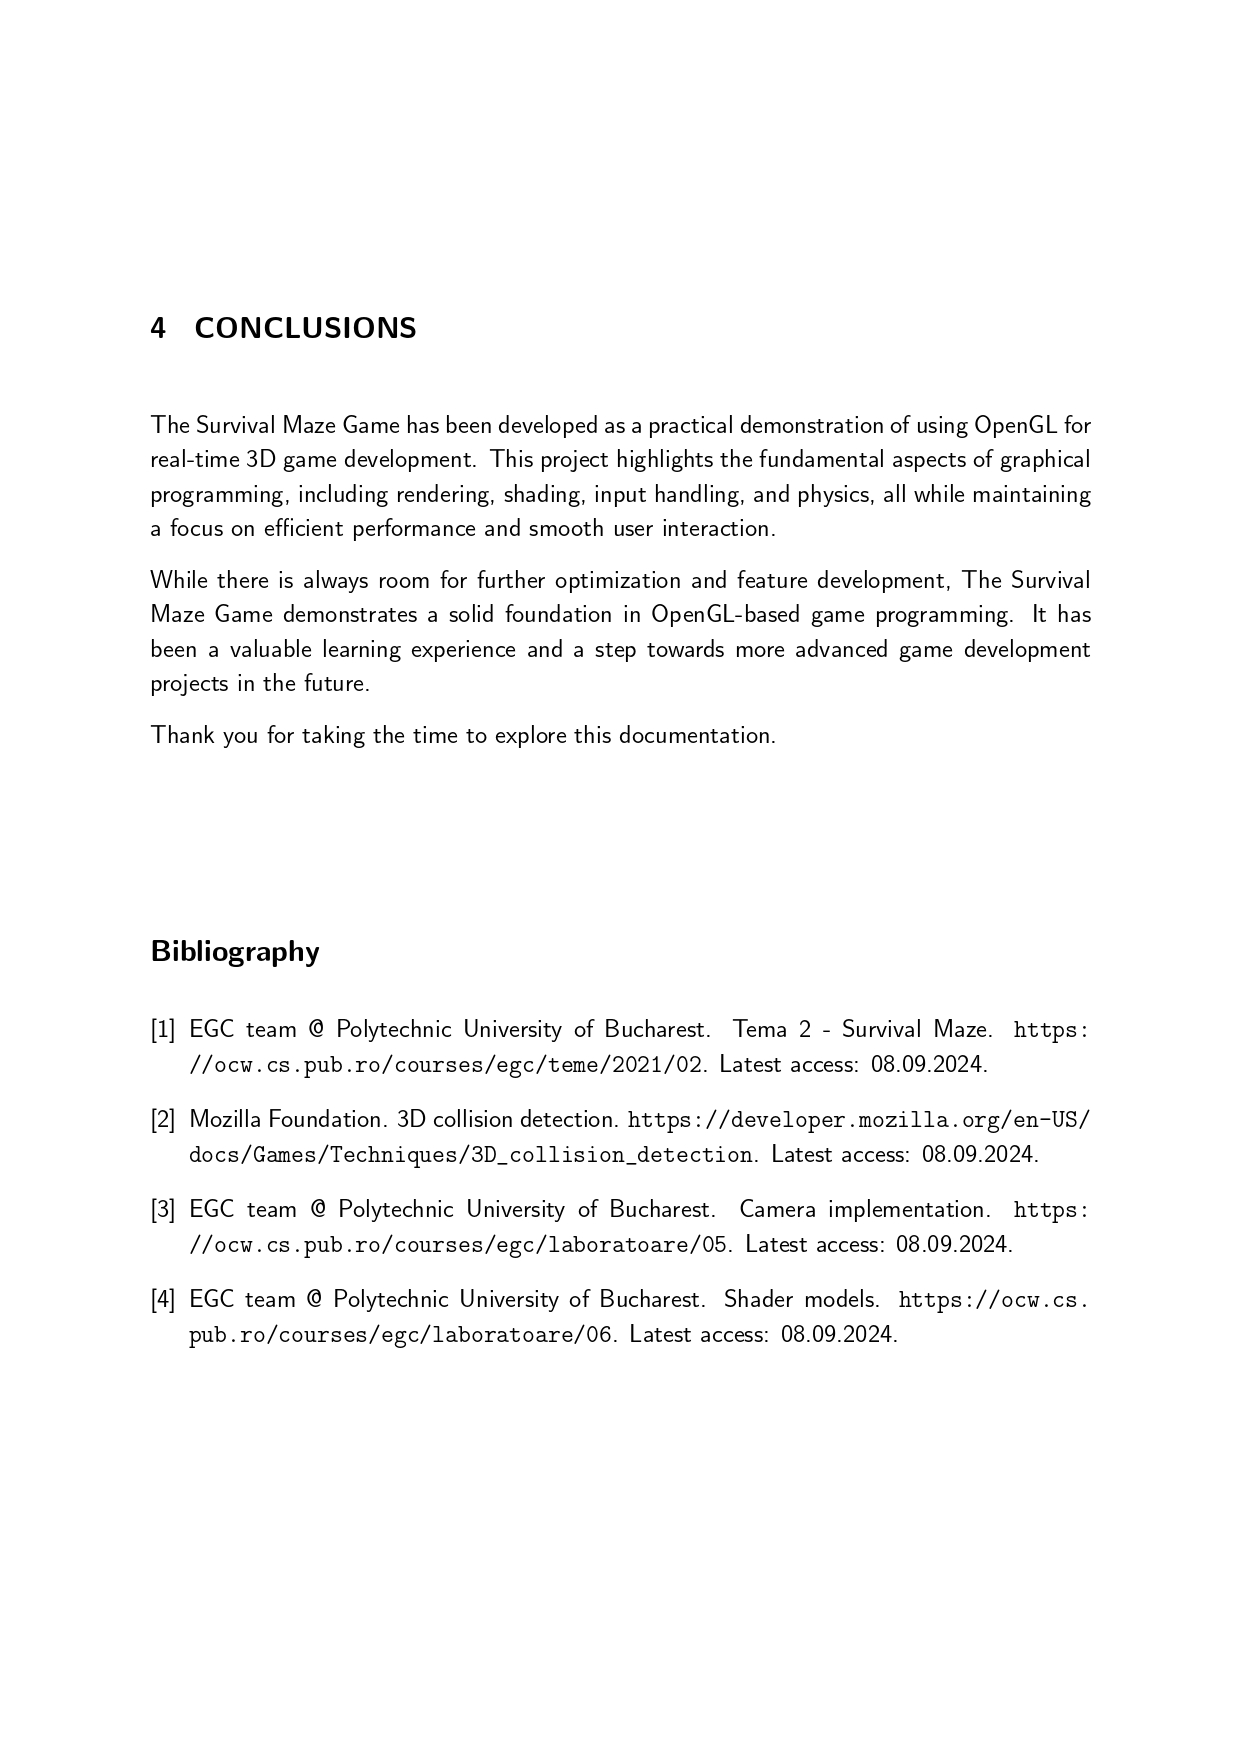 4 CONCLUSIONS
The Survival Maze Game has been developed as a practical demonstration of using OpenGL for
real-time 3D game development. This project highlights the fundamental aspects of graphical
programming, including rendering, shading, input handling, and physics, all while maintaining
a focus on efficient performance and smooth user interaction.
While there is always room for further optimization and feature development, The Survival
Maze Game demonstrates a solid foundation in OpenGL-based game programming. It has
been a valuable learning experience and a step towards more advanced game development
projects in the future.
Thank you for taking the time to explore this documentation.
Bibliography
[1] EGC team @ Polytechnic University of Bucharest. Tema 2 - Survival Maze. https:
//ocw.cs.pub.ro/courses/egc/teme/2021/02. Latest access: 08.09.2024.
[2] Mozilla Foundation. 3D collision detection. https://developer.mozilla.org/en-US/
docs/Games/Techniques/3D_collision_detection. Latest access: 08.09.2024.
[3] EGC team @ Polytechnic University of Bucharest. Camera implementation. https:
//ocw.cs.pub.ro/courses/egc/laboratoare/05. Latest access: 08.09.2024.
[4] EGC team @ Polytechnic University of Bucharest. Shader models. https://ocw.cs.
pub.ro/courses/egc/laboratoare/06. Latest access: 08.09.2024.